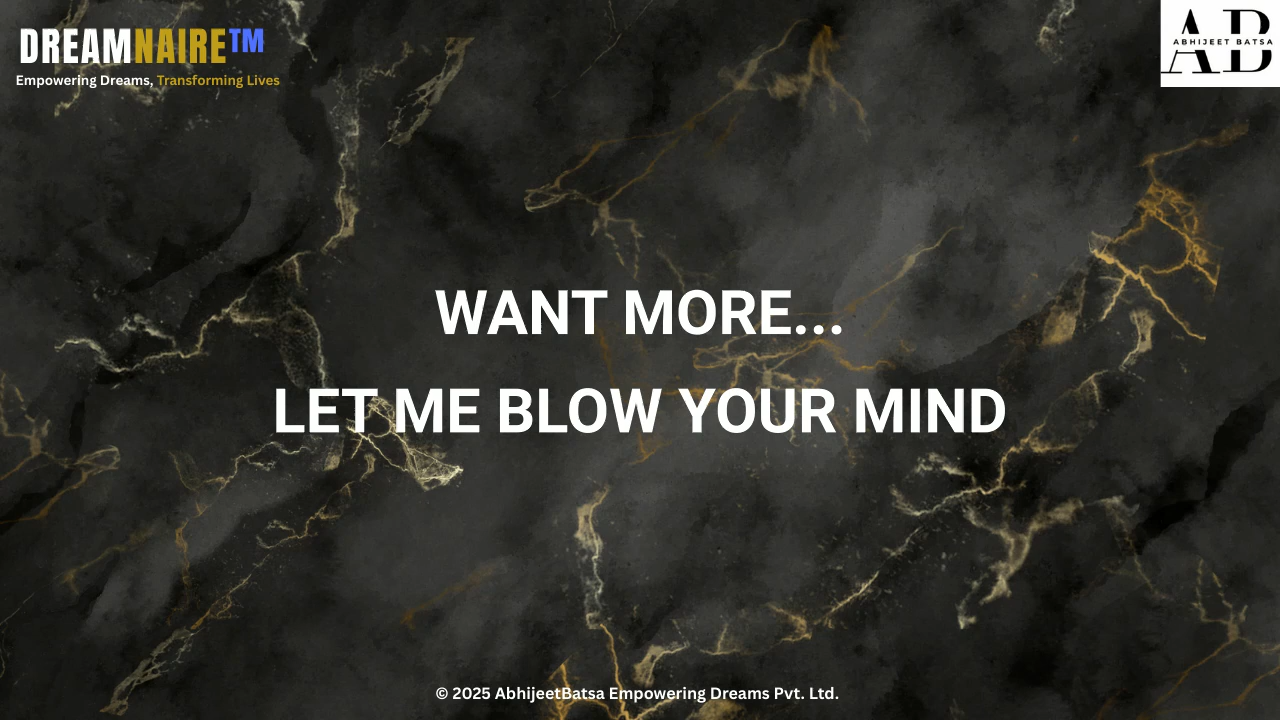 DREAMNAIRE™
Empowering Dreams, Transforming Lives
AB
ABHIJEET BATSA
WANT MORE...
LET ME BLOW YOUR MIND
© 2025 AbhijeetBatsa Empowering Dreams Pvt. Ltd.